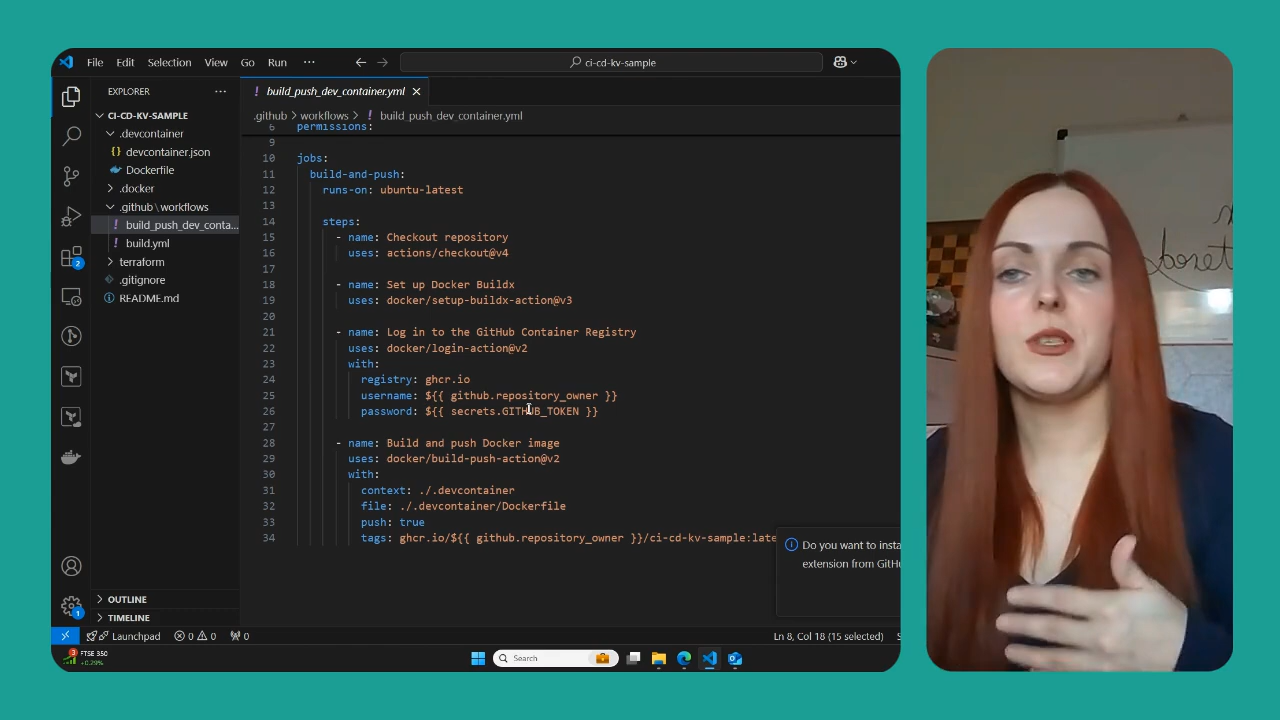 File Edit Selection View Go Run ···
ci-cd-kv-sample
EXPLORER
CI-CD-KV-SAMPLE
.devcontainer
{} devcontainer.json
Dockerfile
.docker
.github\workflows
! build_push_dev_conta...
! build.yml
terraform
.gitignore
README.md
OUTLINE
TIMELINE
2
1
! build_push_dev_container.yml
.github > workflows > ! build_push_dev_container.yml
6 permissions:
9
10 jobs:
11 build-and-push:
12 runs-on: ubuntu-latest
13
14 steps:
15 - name: Checkout repository
16 uses: actions/checkout@v4
17
18 - name: Set up Docker Buildx
19 uses: docker/setup-buildx-action@v3
20
21 - name: Log in to the GitHub Container Registry
22 uses: docker/login-action@v2
23 with:
24 registry: ghcr.io
25 username: ${{ github.repository_owner }}
26 password: ${{ secrets.GITHUB_TOKEN }}
27
28 - name: Build and push Docker image
29 uses: docker/build-push-action@v2
30 with:
31 context: ./.devcontainer
32 file: ./.devcontainer/Dockerfile
33 push: true
34 tags: ghcr.io/${{ github.repository_owner }}/ci-cd-kv-sample:late
Do you want to insta
extension from GitH
Launchpad 0 0 0
Ln 8, Col 18 (15 selected)
3 FTSE 350
+0.29%
Search